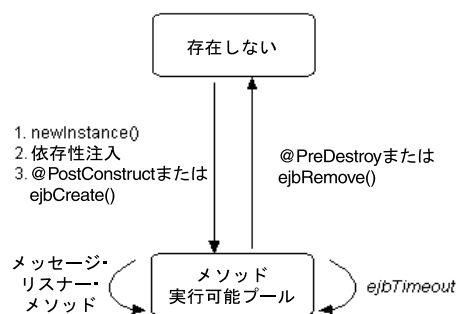 存在しない
1. newInstance()
2. 依存性注入
3. @PostConstructまたは
ejbCreate()
@PreDestroyまたは
ejbRemove()
メッセージ・
リスナー・
メソッド
メソッド
実行可能プール
ejbTimeout